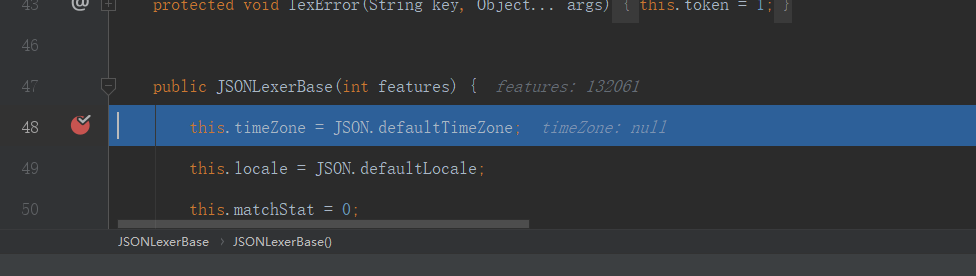 43 @ protected void lexError(String key, Object... args) { this.token = 1; }
46
47 public JSONLexerBase(int features) { features: 132061
48 this.timeZone = JSON.defaultTimeZone; timeZone: null
49 this.locale = JSON.defaultLocale;
50 this.matchStat = 0;
JSONLexerBase › JSONLexerBase()